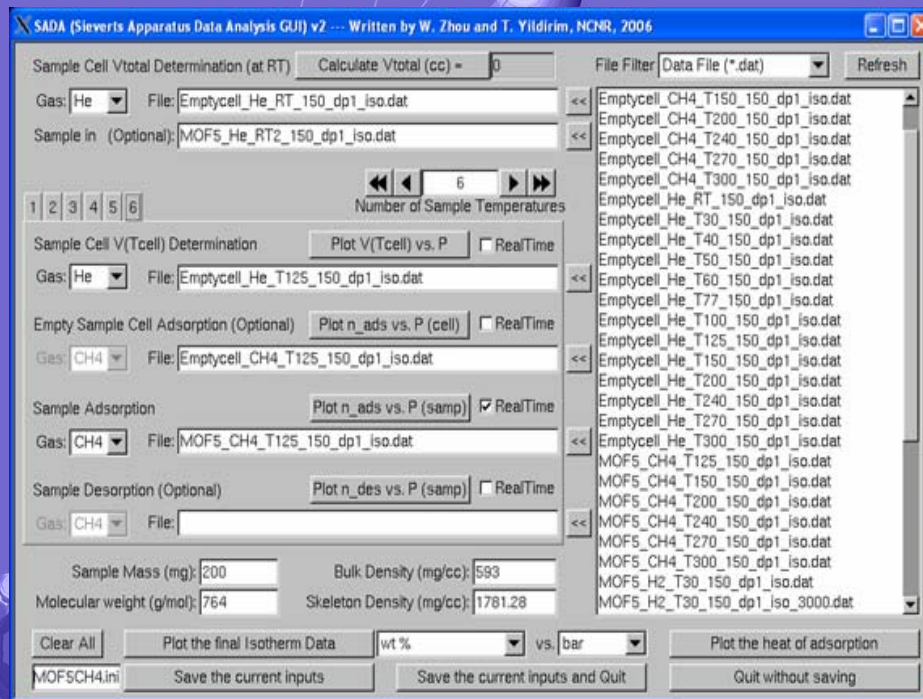 SADA (Sieverts Apparatus Data Analysis GUI) v2 --- Written by W. Zhou and T. Yildirim, NCNR, 2006
Sample Cell Vtotal Determination (at RT) Calculate Vtotal (cc) = 0
Gas: He File: Emptycell_He_RT_150_dp1_iso.dat <<
Sample in (Optional): MOF5_He_RT2_150_dp1_iso.dat <<
6
1 2 3 4 5 6 Number of Sample Temperatures
Sample Cell V(Tcell) Determination Plot V(Tcell) vs. P RealTime
Gas: He File: Emptycell_He_T125_150_dp1_iso.dat <<
Empty Sample Cell Adsorption (Optional) Plot n_ads vs. P (cell) RealTime
Gas: CH4 File: Emptycell_CH4_T125_150_dp1_iso.dat <<
Sample Adsorption Plot n_ads vs. P (samp) RealTime
Gas: CH4 File: MOF5_CH4_T125_150_dp1_iso.dat <<
Sample Desorption (Optional) Plot n_des vs. P (samp) RealTime
Gas: CH4 File: <<
Sample Mass (mg): 200 Bulk Density (mg/cc): 593
Molecular weight (g/mol): 764 Skeleton Density (mg/cc): 1781.28
File Filter Data File (*.dat) Refresh
Emptycell_CH4_T150_150_dp1_iso.dat
Emptycell_CH4_T200_150_dp1_iso.dat
Emptycell_CH4_T240_150_dp1_iso.dat
Emptycell_CH4_T270_150_dp1_iso.dat
Emptycell_CH4_T300_150_dp1_iso.dat
Emptycell_He_RT_150_dp1_iso.dat
Emptycell_He_T30_150_dp1_iso.dat
Emptycell_He_T40_150_dp1_iso.dat
Emptycell_He_T50_150_dp1_iso.dat
Emptycell_He_T60_150_dp1_iso.dat
Emptycell_He_T77_150_dp1_iso.dat
Emptycell_He_T100_150_dp1_iso.dat
Emptycell_He_T125_150_dp1_iso.dat
Emptycell_He_T150_150_dp1_iso.dat
Emptycell_He_T200_150_dp1_iso.dat
Emptycell_He_T240_150_dp1_iso.dat
Emptycell_He_T270_150_dp1_iso.dat
Emptycell_He_T300_150_dp1_iso.dat
MOF5_CH4_T125_150_dp1_iso.dat
MOF5_CH4_T150_150_dp1_iso.dat
MOF5_CH4_T200_150_dp1_iso.dat
MOF5_CH4_T240_150_dp1_iso.dat
MOF5_CH4_T270_150_dp1_iso.dat
MOF5_CH4_T300_150_dp1_iso.dat
MOF5_H2_T30_150_dp1_iso.dat
MOF5_H2_T30_150_dp1_iso_3000.dat
Clear All Plot the final Isotherm Data wt % vs. bar Plot the heat of adsorption
MOF5CH4.ini Save the current inputs Save the current inputs and Quit Quit without saving